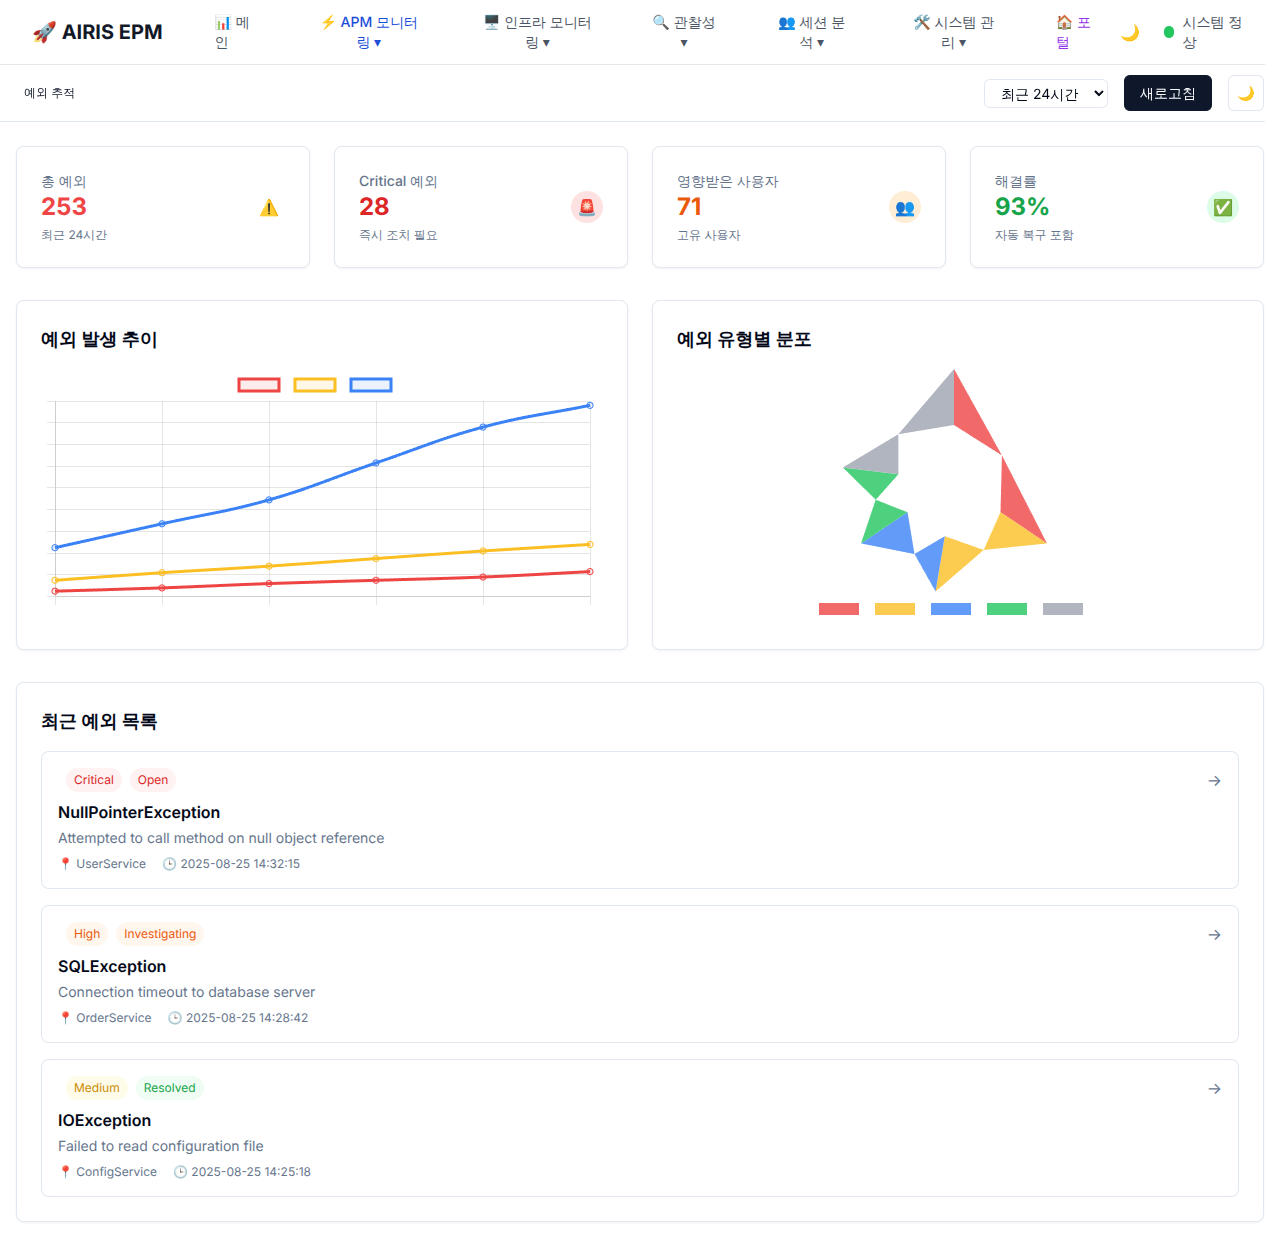 🚀 AIRIS EPM
📊 메
인
⚡ APM 모니터
링 ▾
🖥️ 인프라 모니터
링 ▾
🔍 관찰성
▾
👥 세션 분
석 ▾
🛠️ 시스템 관
리 ▾
🏠 포
털
🌙
시스템 정
상
예외 추적
최근 24시간
새로고침
🌙
총 예외
253
최근 24시간
⚠️
Critical 예외
28
즉시 조치 필요
🚨
영향받은 사용자
71
고유 사용자
👥
해결률
93%
자동 복구 포함
✅
예외 발생 추이
예외 유형별 분포
최근 예외 목록
Critical Open
→
NullPointerException
Attempted to call method on null object reference
📍 UserService 🕒 2025-08-25 14:32:15
High Investigating
→
SQLException
Connection timeout to database server
📍 OrderService 🕒 2025-08-25 14:28:42
Medium Resolved
→
IOException
Failed to read configuration file
📍 ConfigService 🕒 2025-08-25 14:25:18